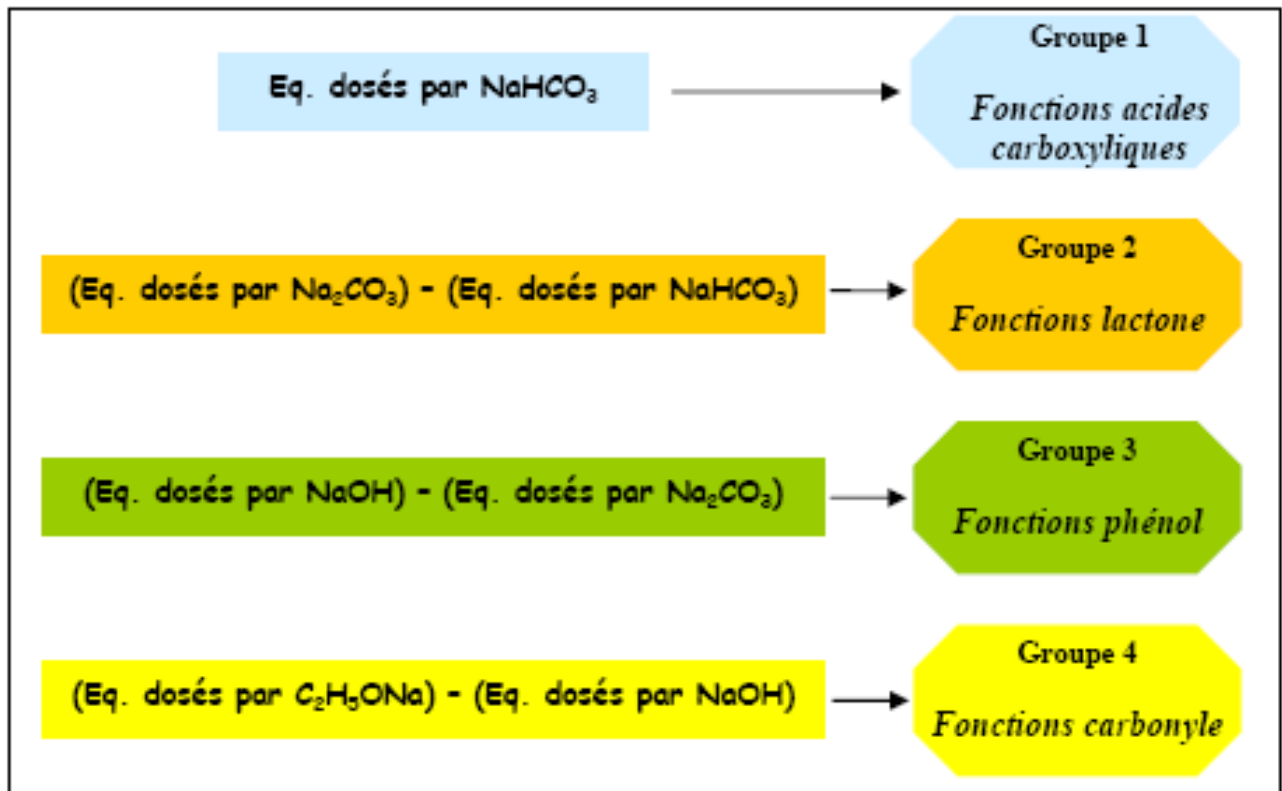 Groupe 1
Eq. dosés par NaHCO₃
Fonctions acides
carboxyliques
Groupe 2
(Eq. dosés par Na₂CO₃) - (Eq. dosés par NaHCO₃)
Fonctions lactone
Groupe 3
(Eq. dosés par NaOH) - (Eq. dosés par Na₂CO₃)
Fonctions phénol
Groupe 4
(Eq. dosés par C₂H₅ONa) - (Eq. dosés par NaOH)
Fonctions carbonyle